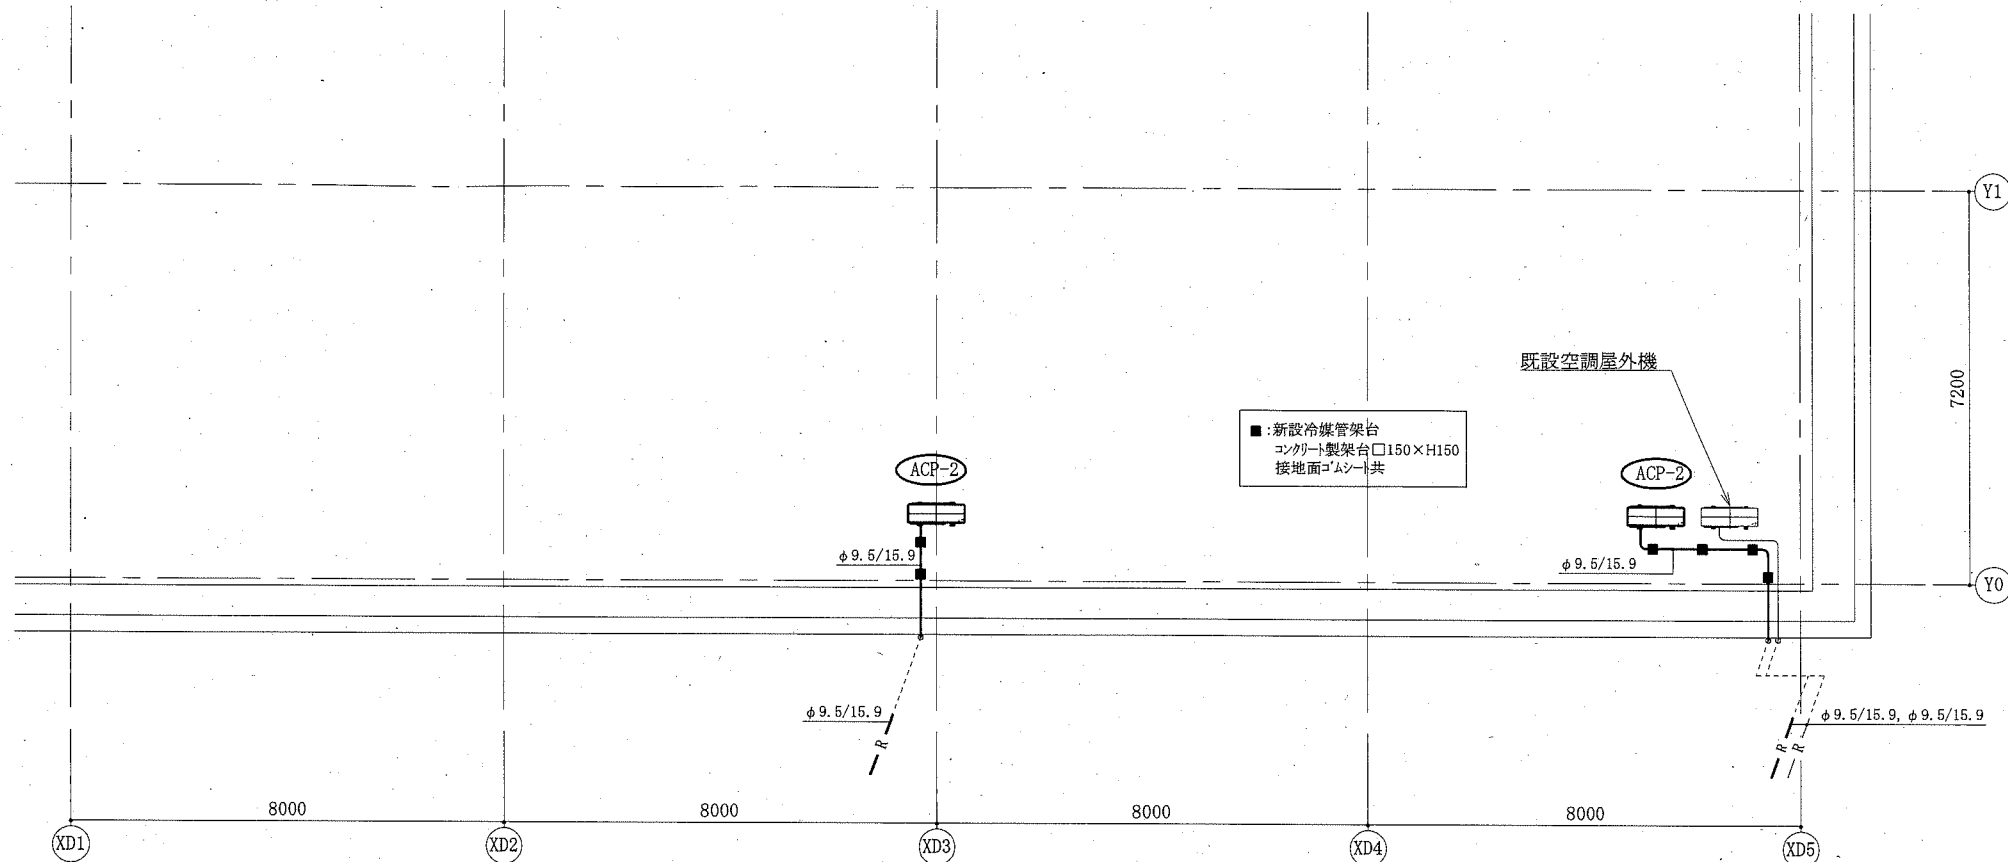 Y1
既設空調屋外機
7200
■:新設冷媒管架台
コンクリート製架台□150×H150
接地面ゴムシート共
ACP-2
ACP-2
φ9.5/15.9
φ9.5/15.9
Y0
φ9.5/15.9
R
φ9.5/15.9, φ9.5/15.9
R
R
8000
8000
8000
8000
XD1
XD2
XD3
XD4
XD5